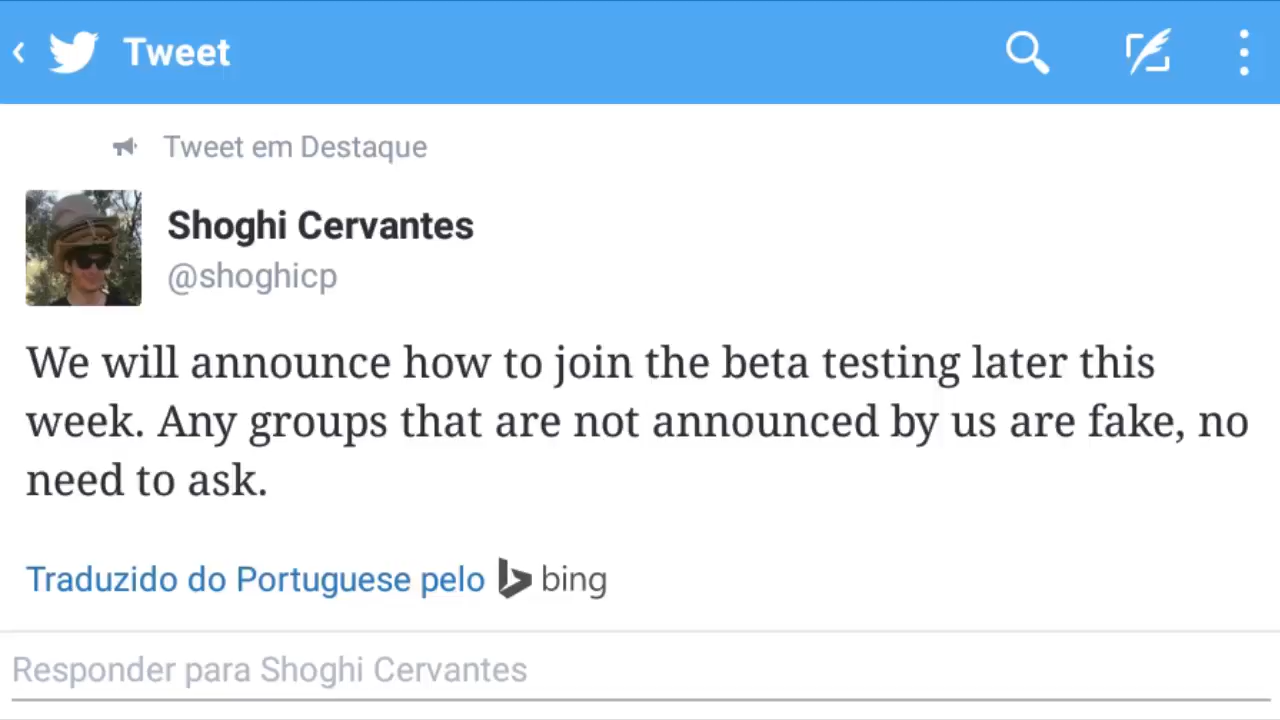 Tweet
Tweet em Destaque
Shoghi Cervantes
@shoghicp
We will announce how to join the beta testing later this
week. Any groups that are not announced by us are fake, no
need to ask.
Traduzido do Portuguese pelo bing
Responder para Shoghi Cervantes